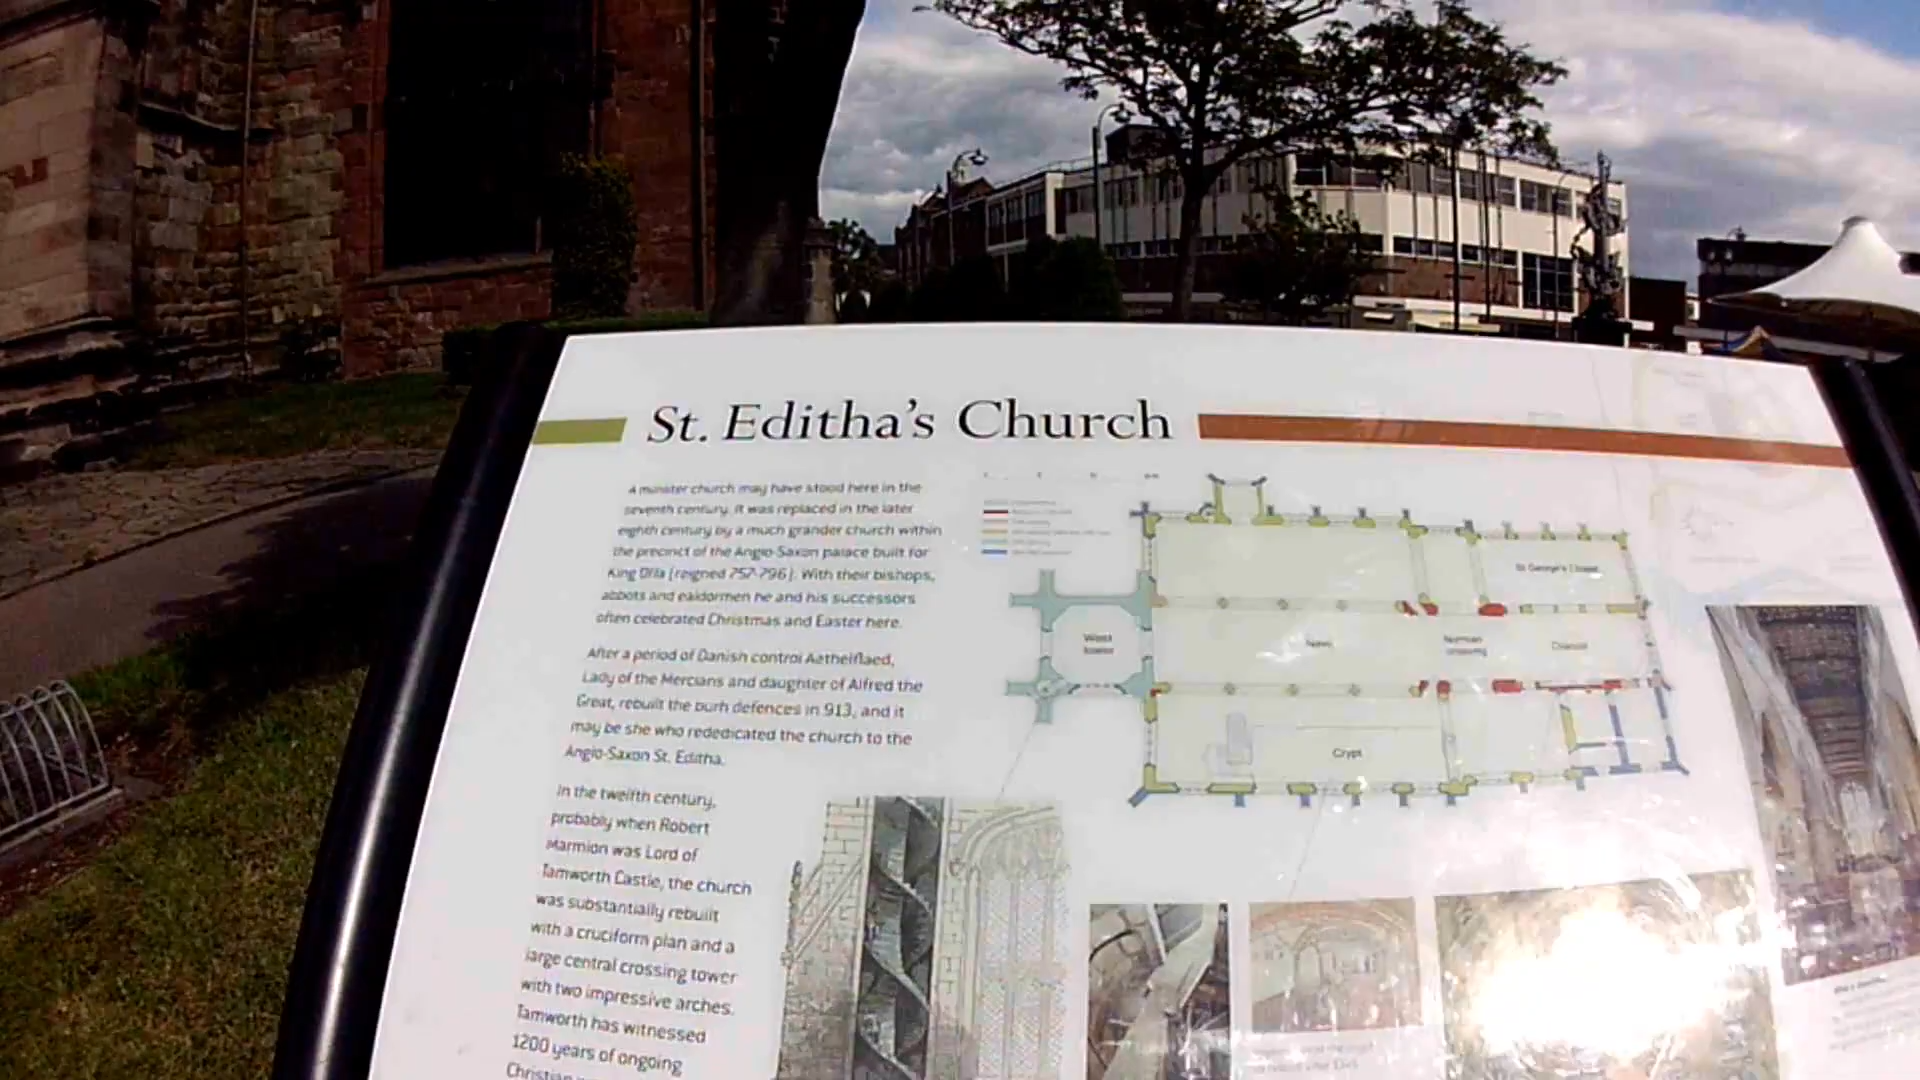 St. Editha's Church
A minster church may have stood here in the
seventh century. It was replaced in the later
eighth century by a much grander church within
the precinct of the Anglo-Saxon palace built for
King Offa (reigned 757-796). With their bishops,
abbots and ealdormen he and his successors
often celebrated Christmas and Easter here.
After a period of Danish control Aethelflaed,
Lady of the Mercians and daughter of Alfred the
Great, rebuilt the burh defences in 913, and it
may be she who rededicated the church to the
Anglo-Saxon St. Editha.
In the twelfth century,
probably when Robert
Marmion was Lord of
Tamworth Castle, the church
was substantially rebuilt
with a cruciform plan and a
large central crossing tower
with two impressive arches.
Tamworth has witnessed
1200 years of ongoing
Christian
St George's Chapel
West
tower
Nave
Norman
crossing
Chancel
Crypt